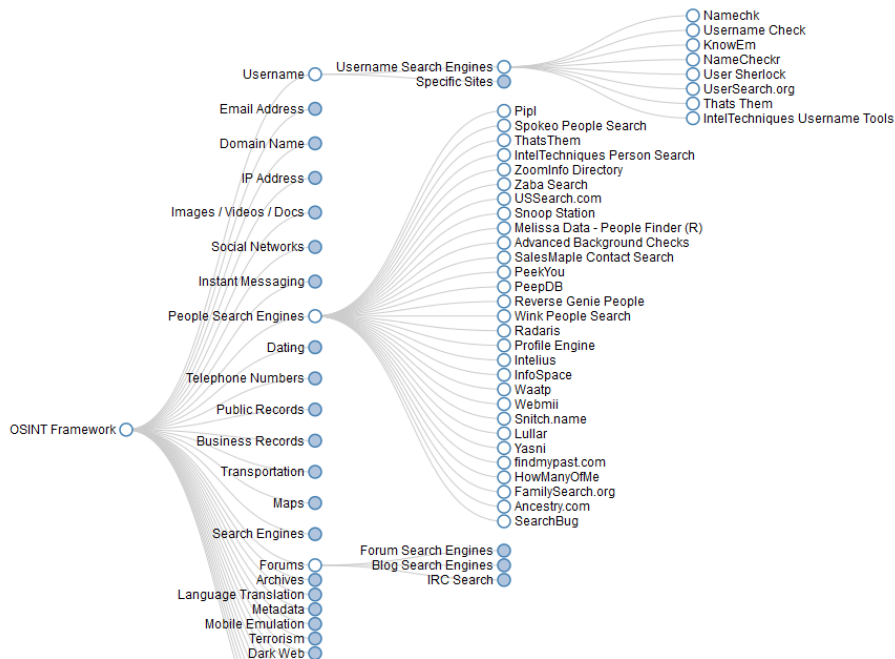 OSINT Framework
Username
Username Search Engines
Namechk
Username Check
KnowEm
NameCheckr
User Sherlock
UserSearch.org
Thats Them
IntelTechniques Username Tools
Specific Sites
Email Address
Domain Name
IP Address
Images / Videos / Docs
Social Networks
Instant Messaging
People Search Engines
Pipl
Spokeo People Search
ThatsThem
IntelTechniques Person Search
ZoomInfo Directory
Zaba Search
USSearch.com
Snoop Station
Melissa Data - People Finder (R)
Advanced Background Checks
SalesMaple Contact Search
PeekYou
PeepDB
Reverse Genie People
Wink People Search
Radaris
Profile Engine
Intelius
InfoSpace
Waatp
Webmii
Snitch.name
Lullar
Yasni
findmypast.com
HowManyOfMe
FamilySearch.org
Ancestry.com
SearchBug
Dating
Telephone Numbers
Public Records
Business Records
Transportation
Maps
Search Engines
Forums
Forum Search Engines
Blog Search Engines
IRC Search
Archives
Language Translation
Metadata
Mobile Emulation
Terrorism
Dark Web